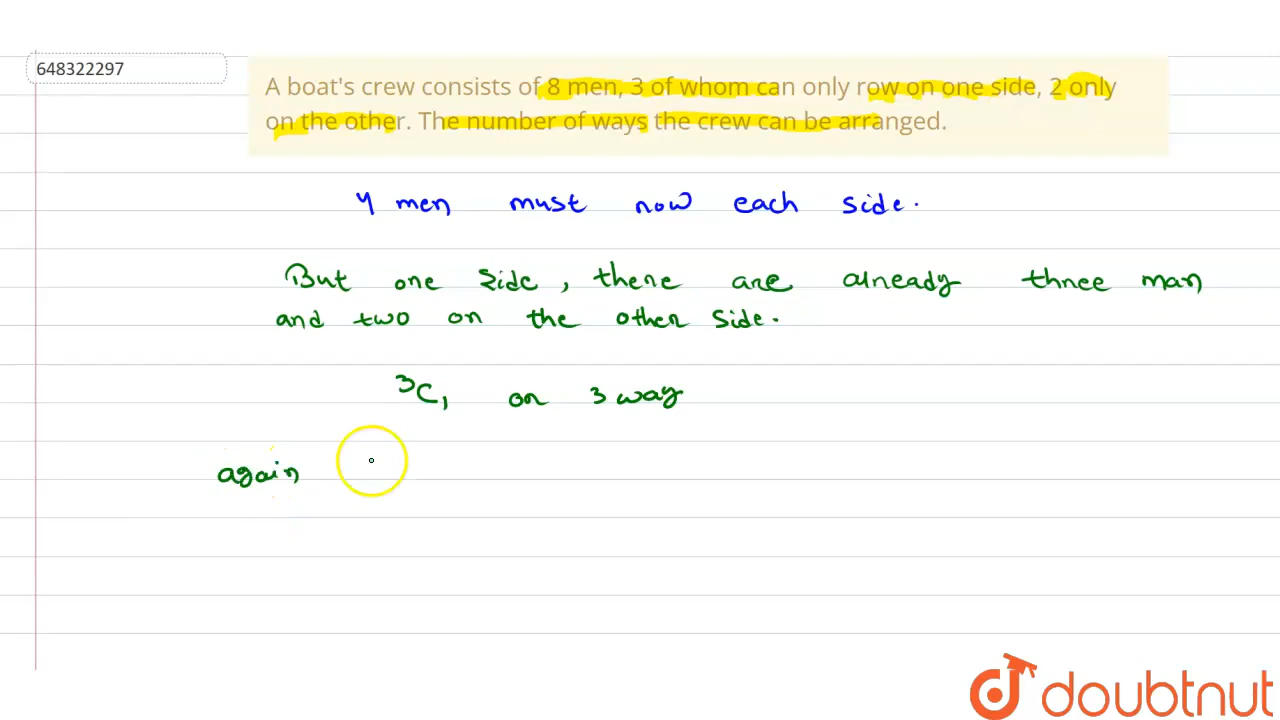 648322297
A boat's crew consists of 8 men, 3 of whom can only row on one side, 2 only
on the other. The number of ways the crew can be arranged.
4 men must row each side.
But one side, there are already three man
and two on the other side.
³C₁ or 3 way
again
doubtnut